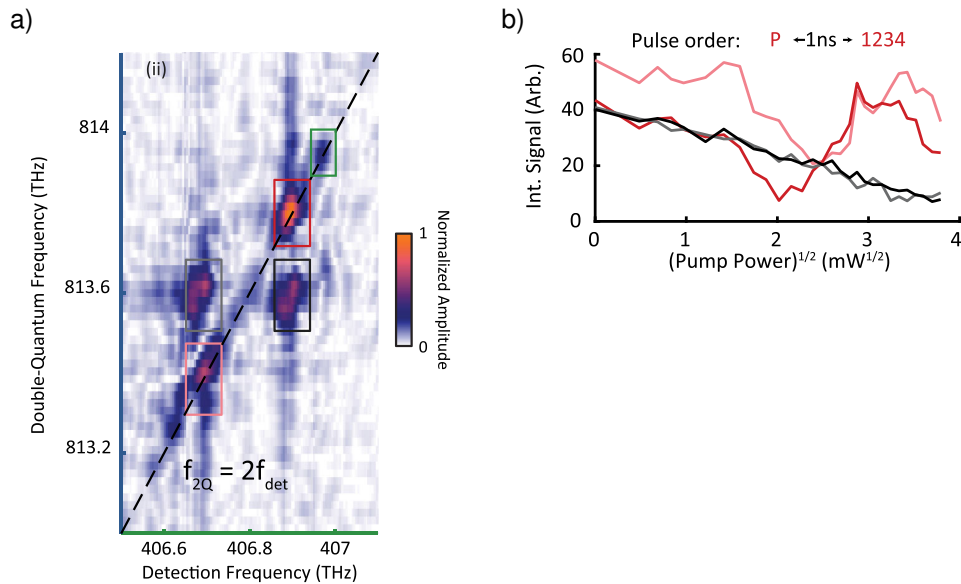 a)
(ii)
814
813.6
813.2
Double-Quantum Frequency (THz)
f2Q = 2fdet
406.6 406.8 407
Detection Frequency (THz)
1
0
Normalized Amplitude
b)
Pulse order: P ←1ns→ 1234
60
40
20
0
Int. Signal (Arb.)
0 1 2 3 4
(Pump Power)1/2 (mW1/2)